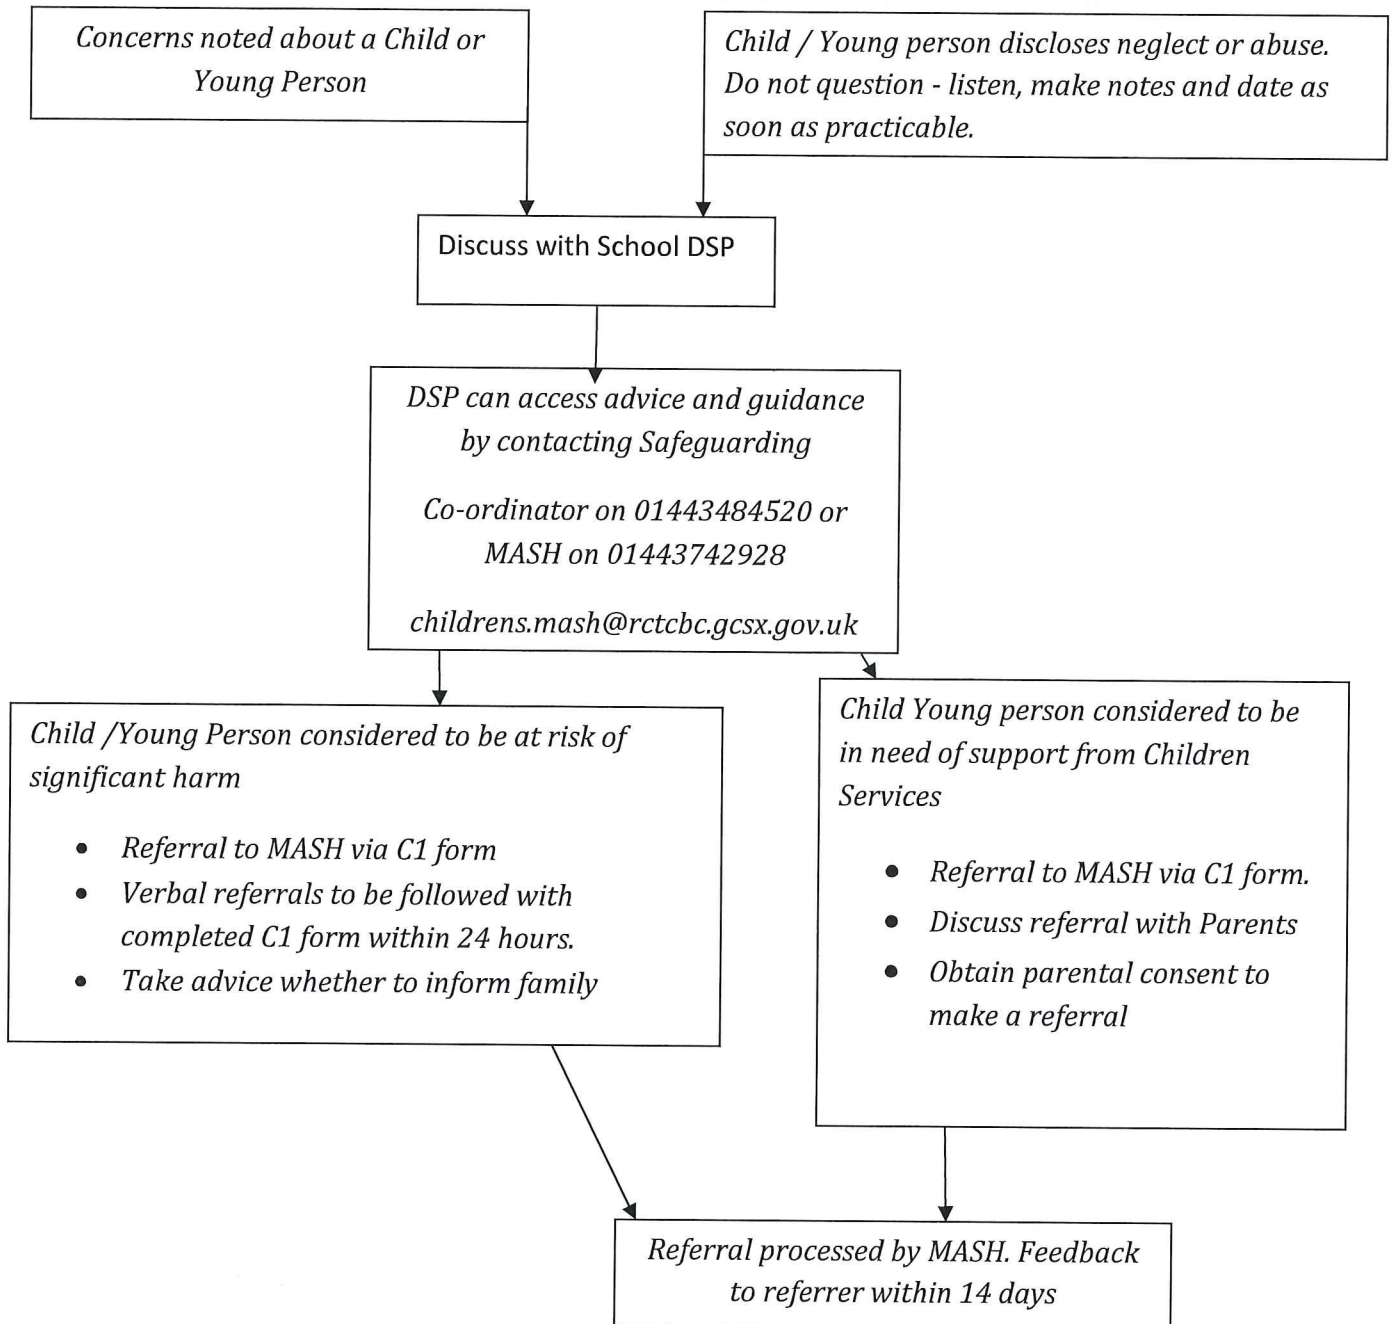 Concerns noted about a Child or
Young Person
Child / Young person discloses neglect or abuse.
Do not question - listen, make notes and date as
soon as practicable.
Discuss with School DSP
DSP can access advice and guidance
by contacting Safeguarding
Co-ordinator on 01443484520 or
MASH on 01443742928
childrens.mash@rctcbc.gcsx.gov.uk
Child /Young Person considered to be at risk of
significant harm
• Referral to MASH via C1 form
• Verbal referrals to be followed with
completed C1 form within 24 hours.
• Take advice whether to inform family
Child Young person considered to be
in need of support from Children
Services
• Referral to MASH via C1 form.
• Discuss referral with Parents
• Obtain parental consent to
make a referral
Referral processed by MASH. Feedback
to referrer within 14 days